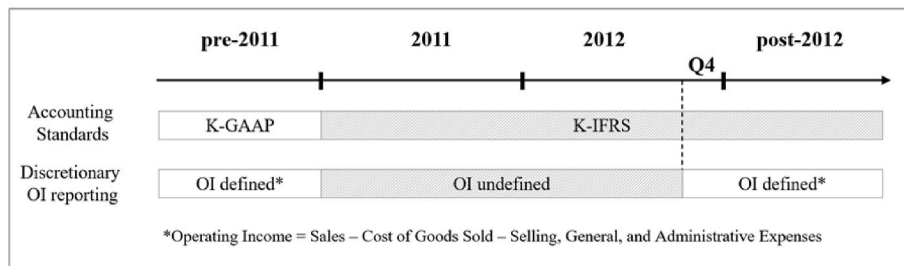 pre-2011 2011 2012 post-2012
Q4
Accounting
Standards
K-GAAP K-IFRS
Discretionary
OI reporting
OI defined* OI undefined OI defined*
*Operating Income = Sales – Cost of Goods Sold – Selling, General, and Administrative Expenses